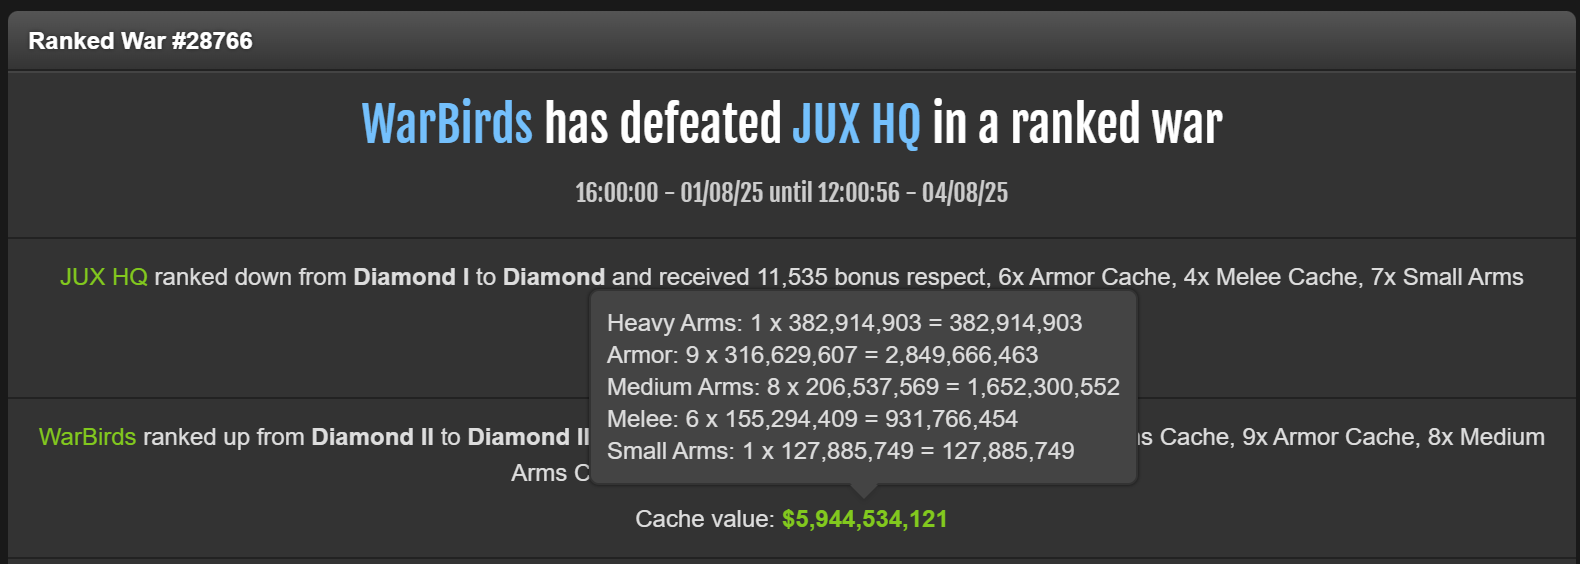 Ranked War #28766
WarBirds has defeated JUX HQ in a ranked war
16:00:00 - 01/08/25 until 12:00:56 - 04/08/25
JUX HQ ranked down from Diamond I to Diamond and received 11,535 bonus respect, 6x Armor Cache, 4x Melee Cache, 7x Small Arms
Heavy Arms: 1 x 382,914,903 = 382,914,903
Armor: 9 x 316,629,607 = 2,849,666,463
Medium Arms: 8 x 206,537,569 = 1,652,300,552
Melee: 6 x 155,294,409 = 931,766,454
Small Arms: 1 x 127,885,749 = 127,885,749
WarBirds ranked up from Diamond II to Diamond Cache, 9x Armor Cache, 8x Medium
Arms
Cache value: $5,944,534,121